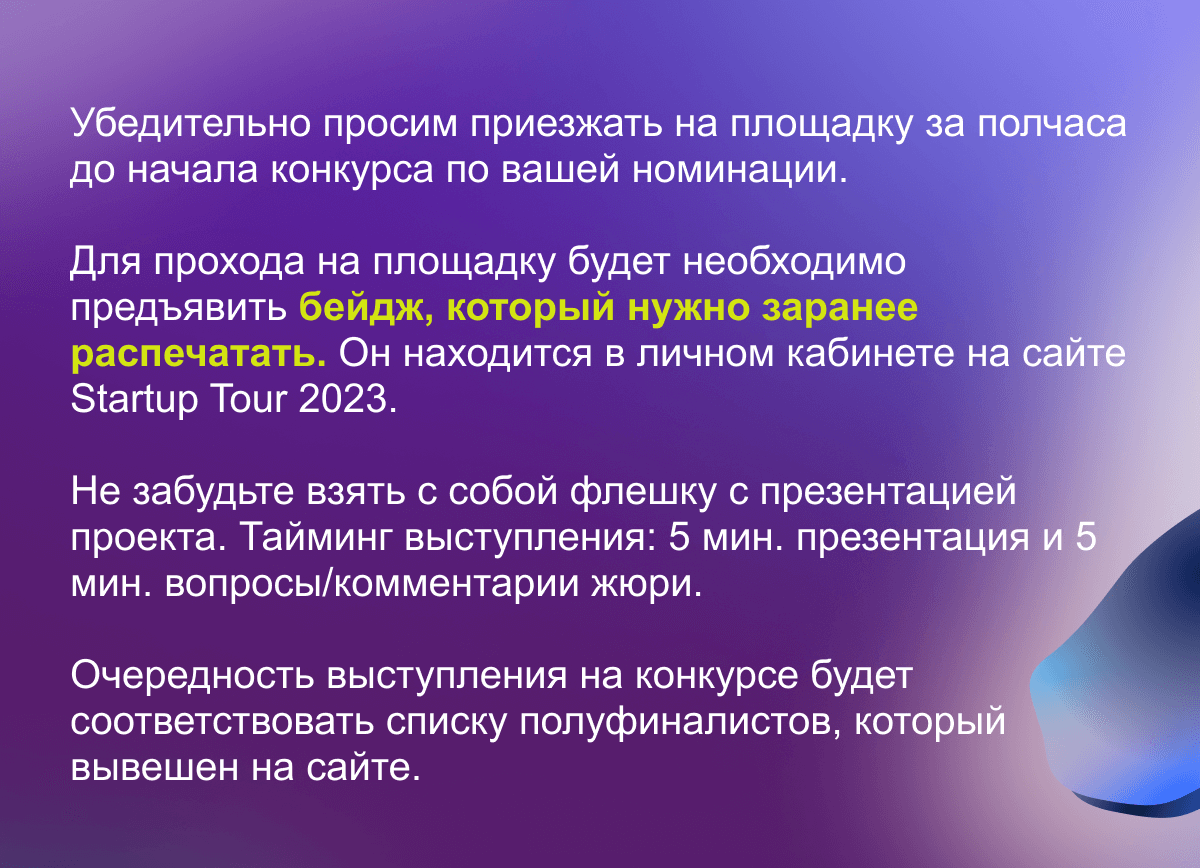 Убедительно просим приезжать на площадку за полчаса
до начала конкурса по вашей номинации.
Для прохода на площадку будет необходимо
предъявить бейдж, который нужно заранее
распечатать. Он находится в личном кабинете на сайте
Startup Tour 2023.
Не забудьте взять с собой флешку с презентацией
проекта. Тайминг выступления: 5 мин. презентация и 5
мин. вопросы/комментарии жюри.
Очередность выступления на конкурсе будет
соответствовать списку полуфиналистов, который
вывешен на сайте.